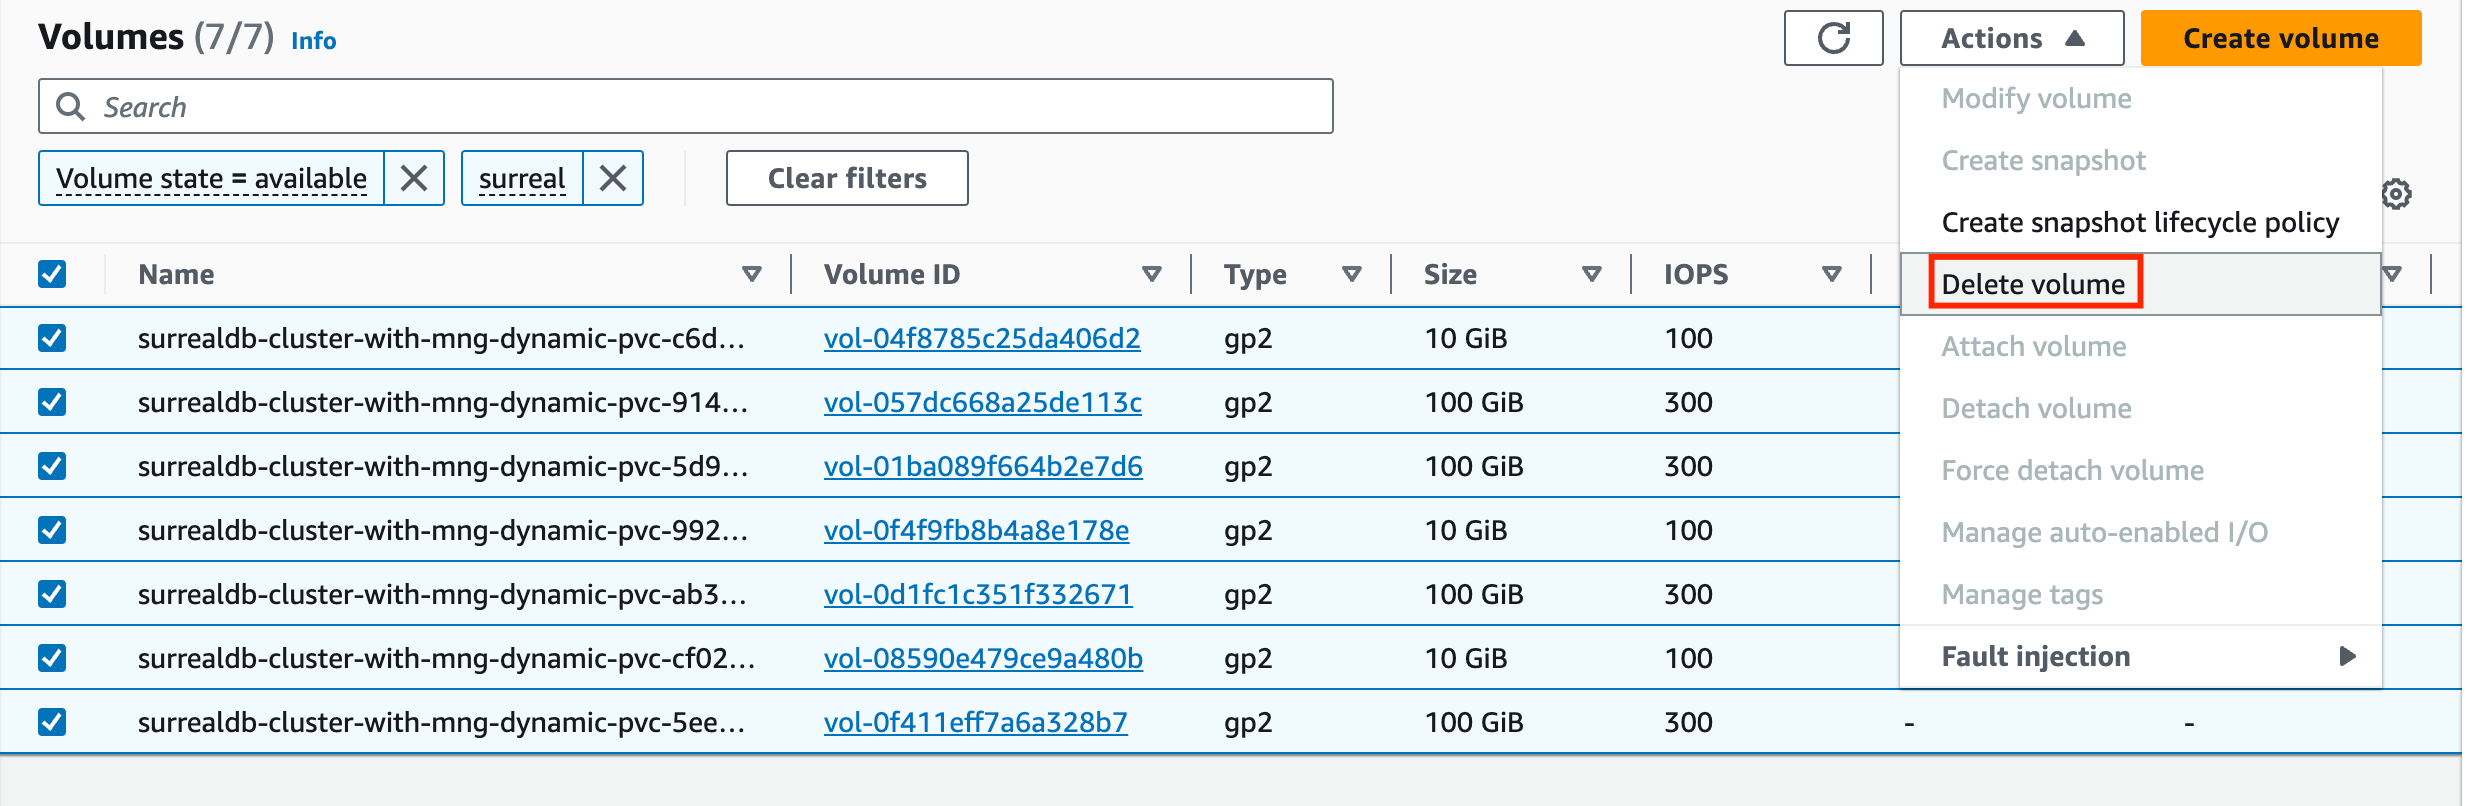 Volumes (7/7) Info
Actions
Create volume
Search
Volume state = available
surreal
Clear filters
Modify volume
Create snapshot
Create snapshot lifecycle policy
Delete volume
Attach volume
Detach volume
Force detach volume
Manage auto-enabled I/O
Manage tags
Fault injection
Name Volume ID Type Size IOPS
surrealdb-cluster-with-mng-dynamic-pvc-c6d... vol-04f8785c25da406d2 gp2 10 GiB 100
surrealdb-cluster-with-mng-dynamic-pvc-914... vol-057dc668a25de113c gp2 100 GiB 300
surrealdb-cluster-with-mng-dynamic-pvc-5d9... vol-01ba089f664b2e7d6 gp2 100 GiB 300
surrealdb-cluster-with-mng-dynamic-pvc-992... vol-0f4f9fb8b4a8e178e gp2 10 GiB 100
surrealdb-cluster-with-mng-dynamic-pvc-ab3... vol-0d1fc1c351f332671 gp2 100 GiB 300
surrealdb-cluster-with-mng-dynamic-pvc-cf02... vol-08590e479ce9a480b gp2 10 GiB 100
surrealdb-cluster-with-mng-dynamic-pvc-5ee... vol-0f411eff7a6a328b7 gp2 100 GiB 300 - -